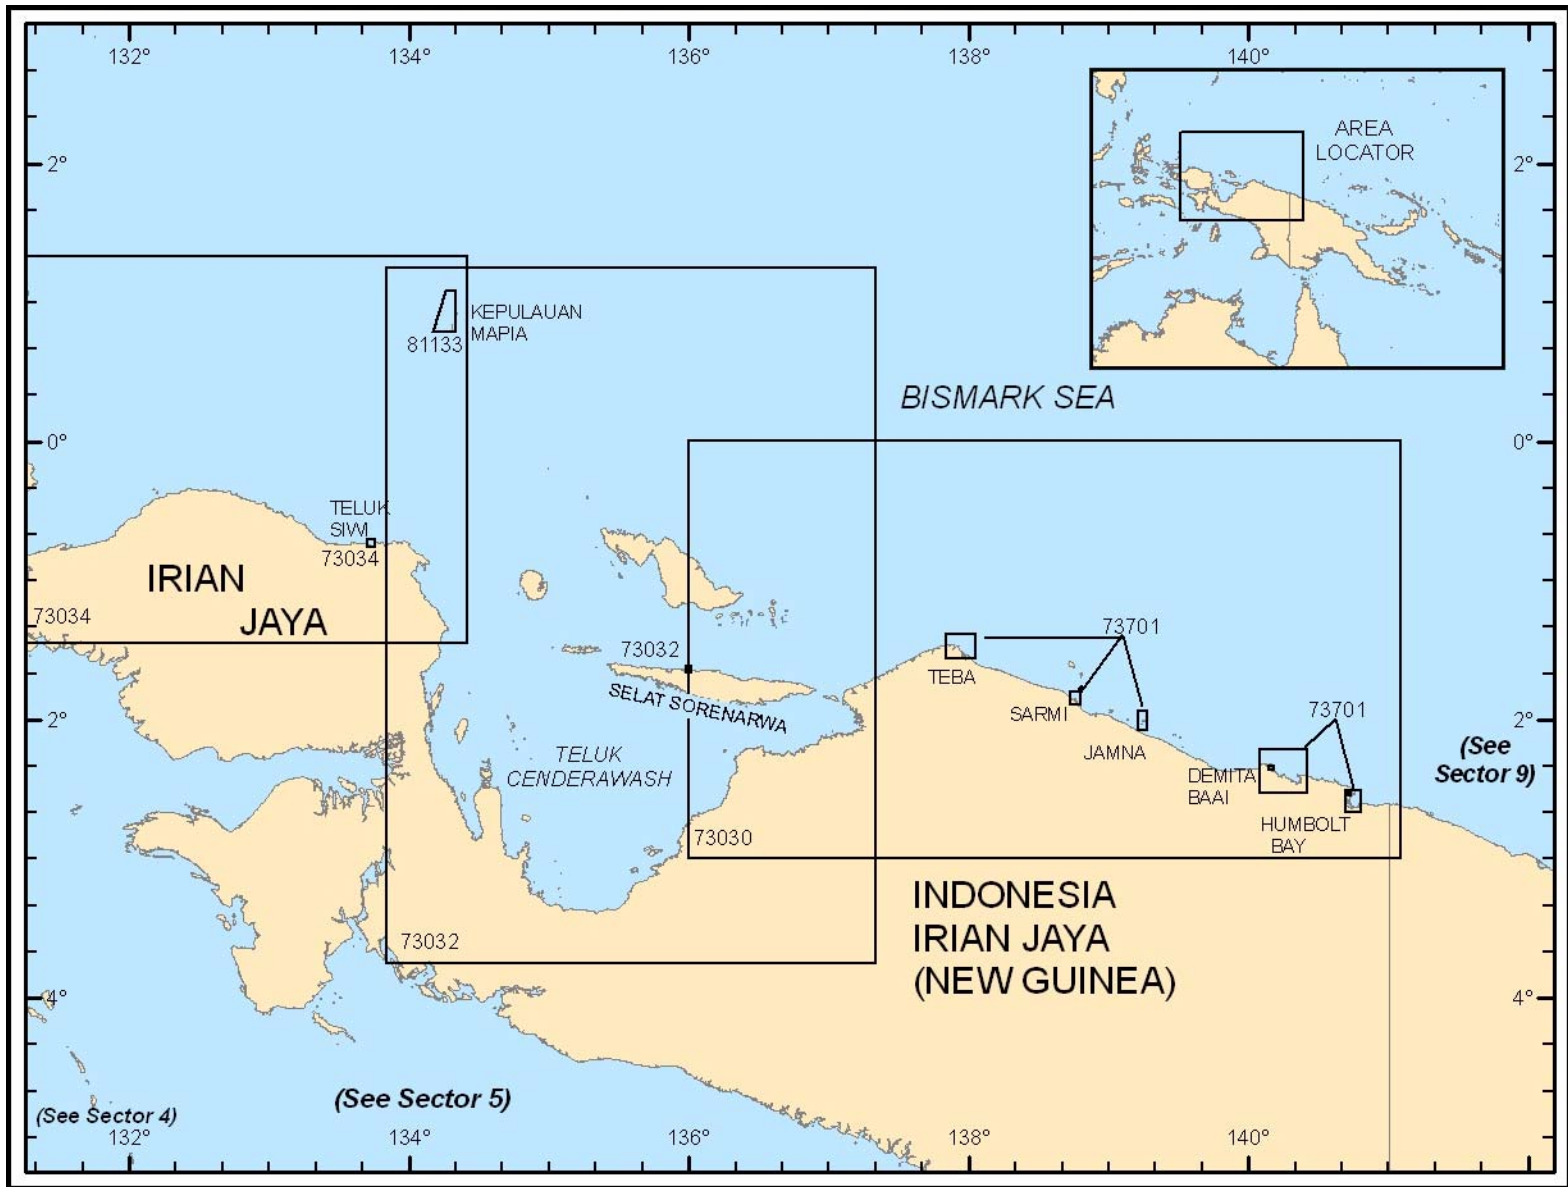 132°
134°
136°
138°
140°
AREA
LOCATOR
2°
2°
KEPULAUAN
MAPIA
81133
BISMARK SEA
0°
0°
TELUK
SIWI
73034
IRIAN
JAYA
73034
73032
SELAT SORENARWA
73701
TEBA
SARMI
JAMNA
73701
2°
2°
TELUK
CENDERAWASH
(See
Sector 9)
DEMITA
BAAI
HUMBOLT
BAY
73030
INDONESIA
IRIAN JAYA
(NEW GUINEA)
73032
4°
4°
(See Sector 5)
(See Sector 4)
132°
134°
136°
138°
140°